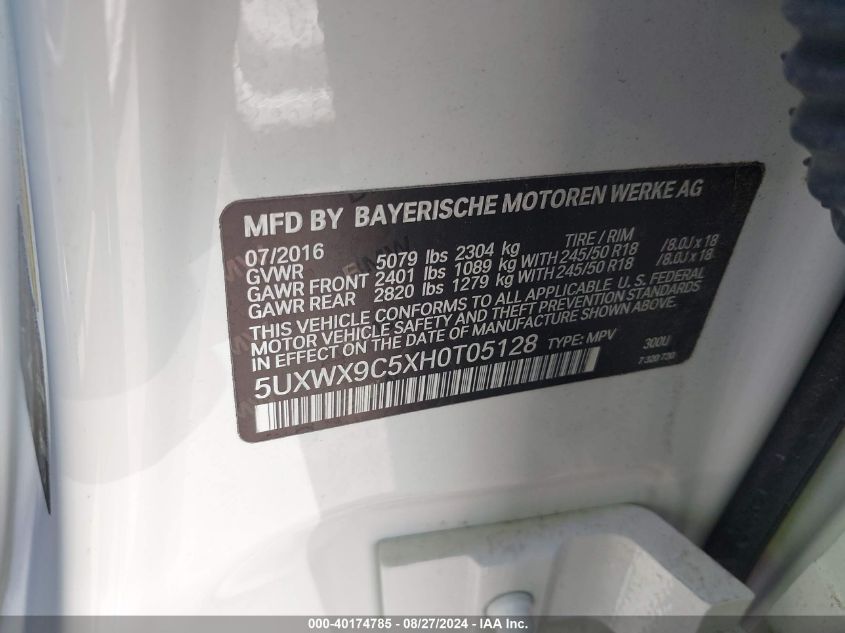 MFD BY BAYERISCHE MOTOREN WERKE AG
07/2016 TIRE / RIM
GVWR 5079 lbs 2304 kg
GAWR FRONT 2401 lbs 1089 kg WITH 245/50 R18 /8.0J x 18
GAWR REAR 2820 lbs 1279 kg WITH 245/50 R18 /8.0J x 18
THIS VEHICLE CONFORMS TO ALL APPLICABLE U. S. FEDERAL
MOTOR VEHICLE SAFETY AND THEFT PREVENTION STANDARDS
IN EFFECT ON THE DATE OF MANUFACTURE SHOWN ABOVE.
5UXWX9C5XH0T05128 TYPE: MPV 300U
7 320 730
000-40174785 - 08/27/2024 - IAA Inc.